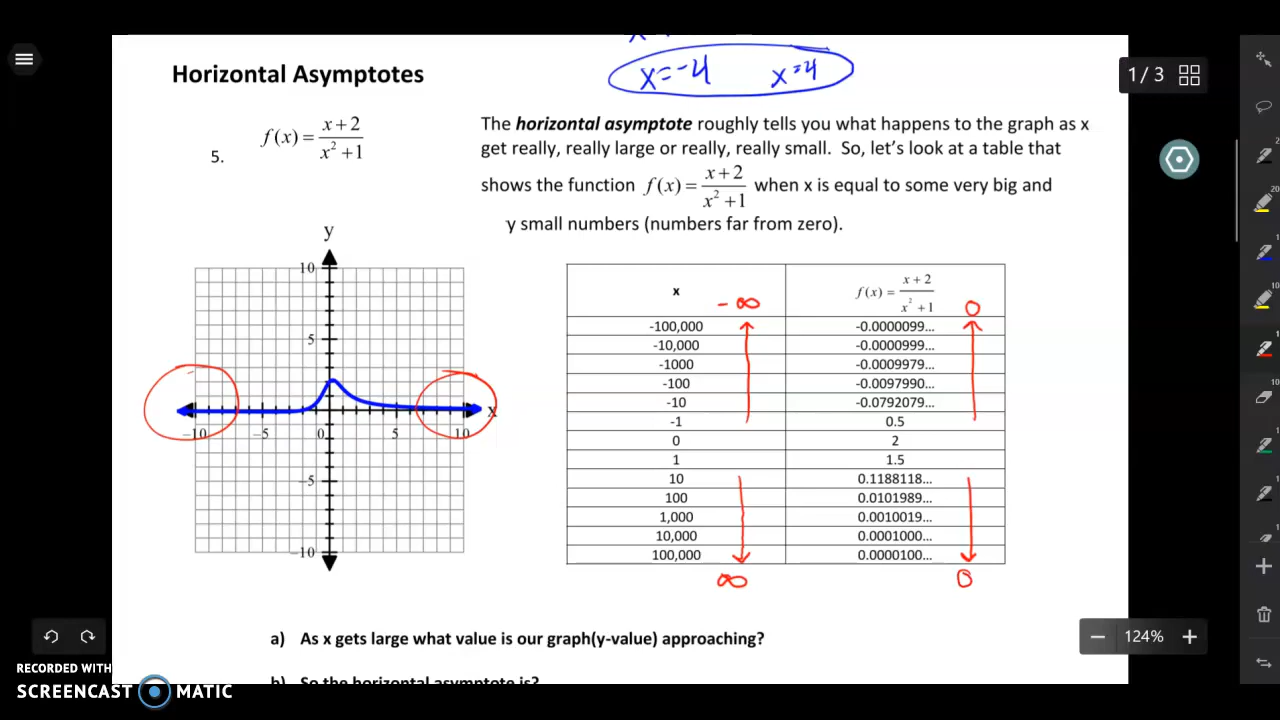 x=-4 x=4
1/3
Horizontal Asymptotes
5. f(x) = (x+2)/(x²+1)
The horizontal asymptote roughly tells you what happens to the graph as x
get really, really large or really, really small. So, let's look at a table that
shows the function f(x) = (x+2)/(x²+1) when x is equal to some very big and
y small numbers (numbers far from zero).
y
10
5
-10 -5 0 5 10 x
-5
-10
x -∞ f(x) = (x+2)/(x²+1) 0
-100,000 -0.0000099...
-10,000 -0.0000999...
-1000 -0.0009979...
-100 -0.0097990...
-10 -0.0792079...
-1 0.5
0 2
1 1.5
10 0.1188118...
100 0.0101989...
1,000 0.0010019...
10,000 0.0001000...
100,000 0.0000100...
∞ 0
a) As x gets large what value is our graph(y-value) approaching?
124%
b) So the horizontal asymptote is?
RECORDED WITH
SCREENCAST MATIC